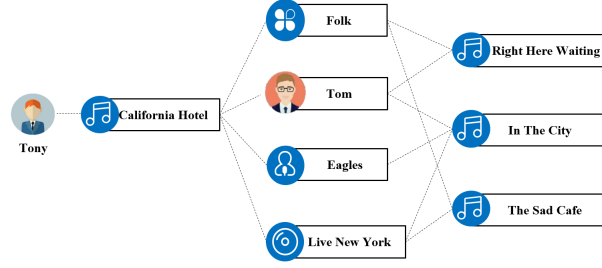 Folk
Right Here Waiting
Tom
California Hotel
In The City
Tony
Eagles
The Sad Cafe
Live New York